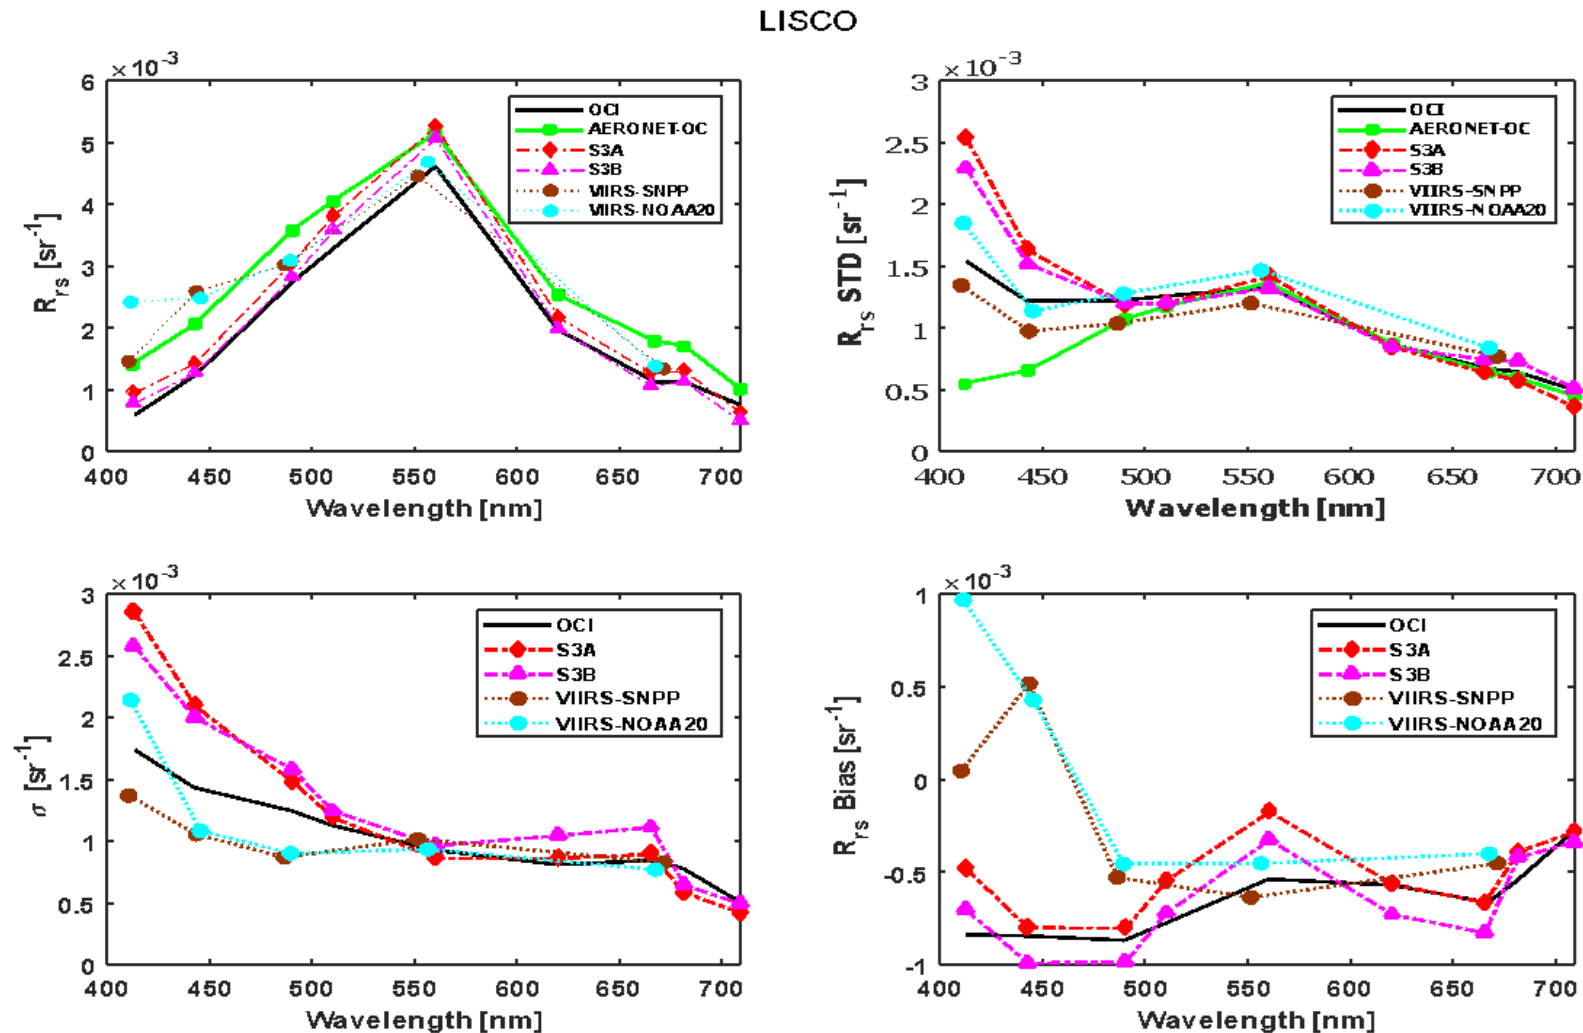 LISCO
×10⁻³
6
5
4
3
2
1
0
R_rs [sr⁻¹]
OCI
AERONET-OC
S3A
S3B
VIIRS-SNPP
VIIRS-NOAA20
400 450 500 550 600 650 700
Wavelength [nm]
×10⁻³
3
2.5
2
1.5
1
0.5
0
R_rs STD [sr⁻¹]
OCI
AERONET-OC
S3A
S3B
VIIRS-SNPP
VIIRS-NOAA20
400 450 500 550 600 650 700
Wavelength [nm]
×10⁻³
3
2.5
2
1.5
1
0.5
0
σ [sr⁻¹]
OCI
S3A
S3B
VIIRS-SNPP
VIIRS-NOAA20
400 450 500 550 600 650 700
Wavelength [nm]
×10⁻³
1
0.5
0
-0.5
-1
R_rs Bias [sr⁻¹]
OCI
S3A
S3B
VIIRS-SNPP
VIIRS-NOAA20
400 450 500 550 600 650 700
Wavelength [nm]